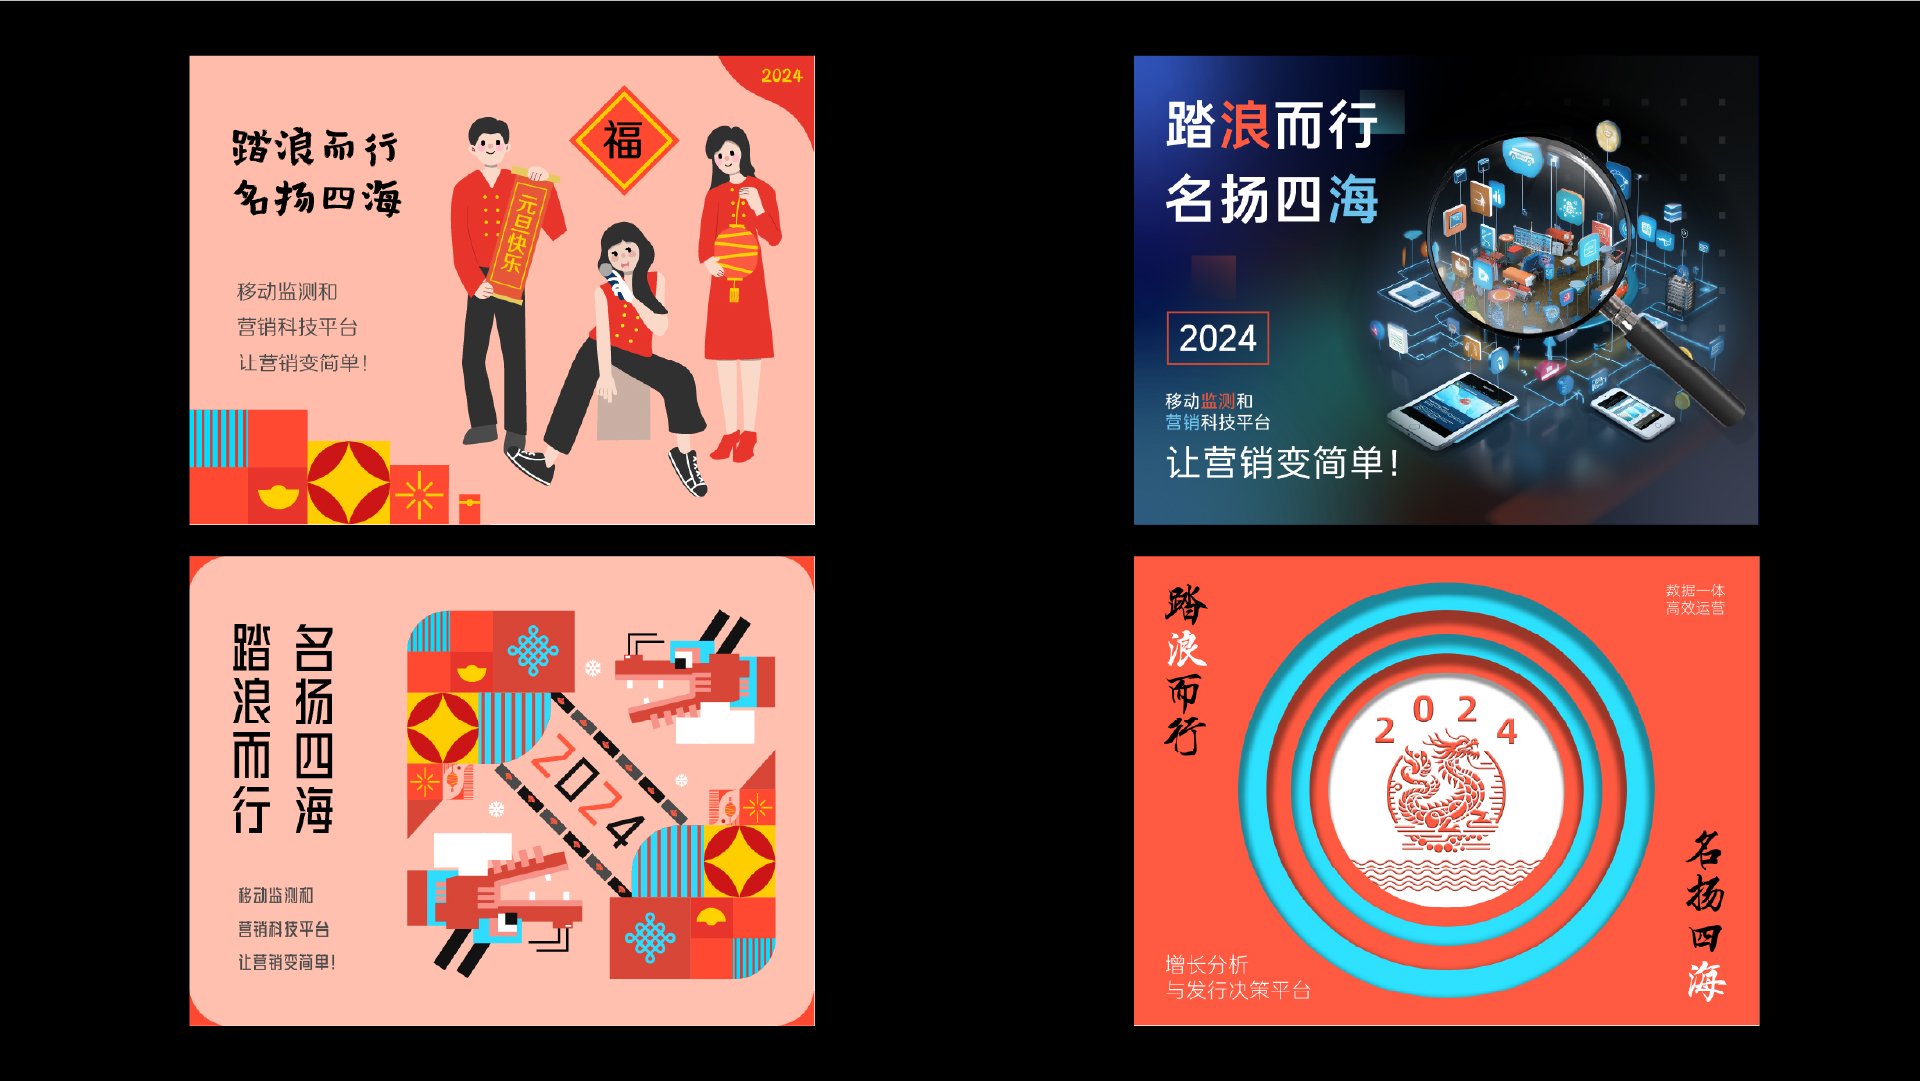 2024
踏浪而行
名扬四海
福
元旦快乐
移动监测和
营销科技平台
让营销变简单!
踏浪而行
名扬四海
2024
移动监测和
营销科技平台
让营销变简单!
踏浪而行
名扬四海
2024
移动监测和
营销科技平台
让营销变简单!
踏浪而行
数据一体
高效运营
2024
名扬四海
增长分析
与发行决策平台